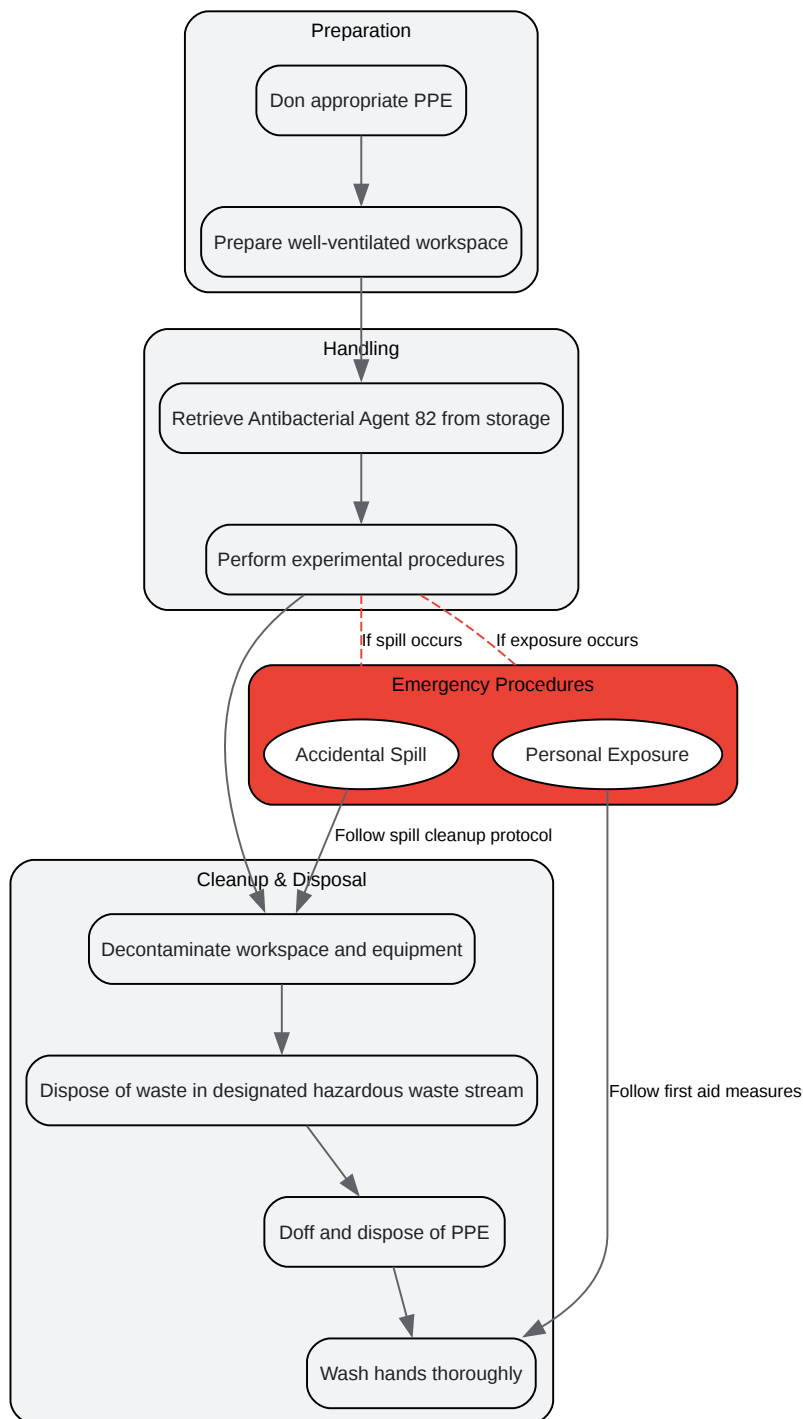 Preparation
Don appropriate PPE
Prepare well-ventilated workspace
Handling
Retrieve Antibacterial Agent 82 from storage
Perform experimental procedures
If spill occurs
If exposure occurs
Emergency Procedures
Accidental Spill
Personal Exposure
Follow spill cleanup protocol
Cleanup & Disposal
Decontaminate workspace and equipment
Dispose of waste in designated hazardous waste stream
Follow first aid measures
Doff and dispose of PPE
Wash hands thoroughly